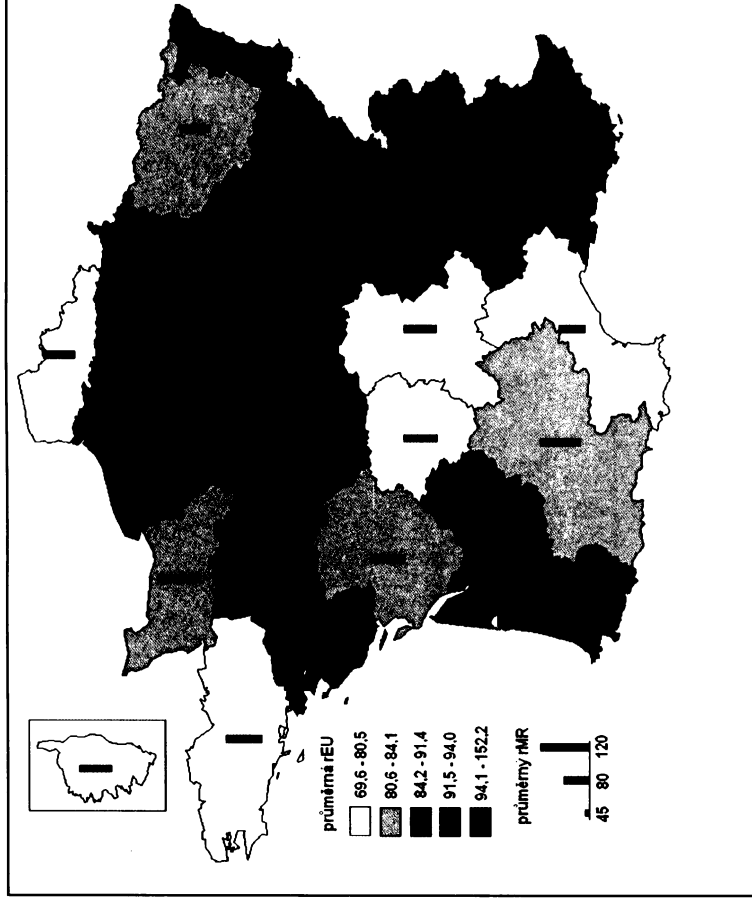 průměrná rEU
69,6 - 80,5
80,6 - 84,1
84,2 - 91,4
91,5 - 94,0
94,1 - 152,2
průměrný rMR
45 80 120